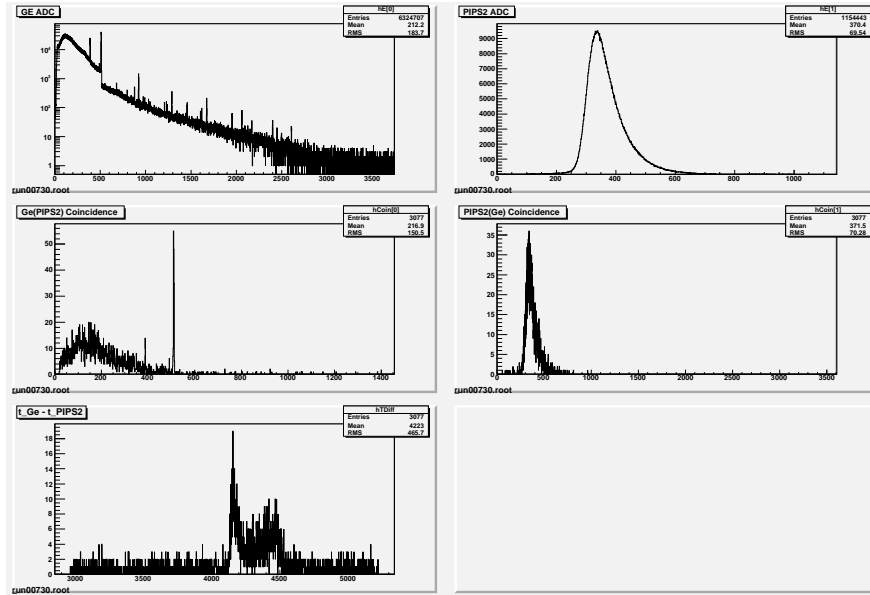 GE ADC
hE[0]
Entries 6324707
Mean 212.2
RMS 183.7
10⁴
10³
10²
10
1
0 500 1000 1500 2000 2500 3000 3500
run00730.root
PIPS2 ADC
hE[1]
Entries 1154443
Mean 370.4
RMS 69.54
9000
8000
7000
6000
5000
4000
3000
2000
1000
0
0 200 400 600 800 1000
run00730.root
Ge(PIPS2) Coincidence
hCoin[0]
Entries 3077
Mean 216.9
RMS 150.5
50
40
30
20
10
0
0 200 400 600 800 1000 1200 1400
run00730.root
PIPS2(Ge) Coincidence
hCoin[1]
Entries 3077
Mean 371.5
RMS 70.28
35
30
25
20
15
10
5
0
0 500 1000 1500 2000 2500 3000 3500
run00730.root
t_Ge - t_PIPS2
hTDiff
Entries 3077
Mean 4223
RMS 465.7
18
16
14
12
10
8
6
4
2
0
3000 3500 4000 4500 5000
run00730.root